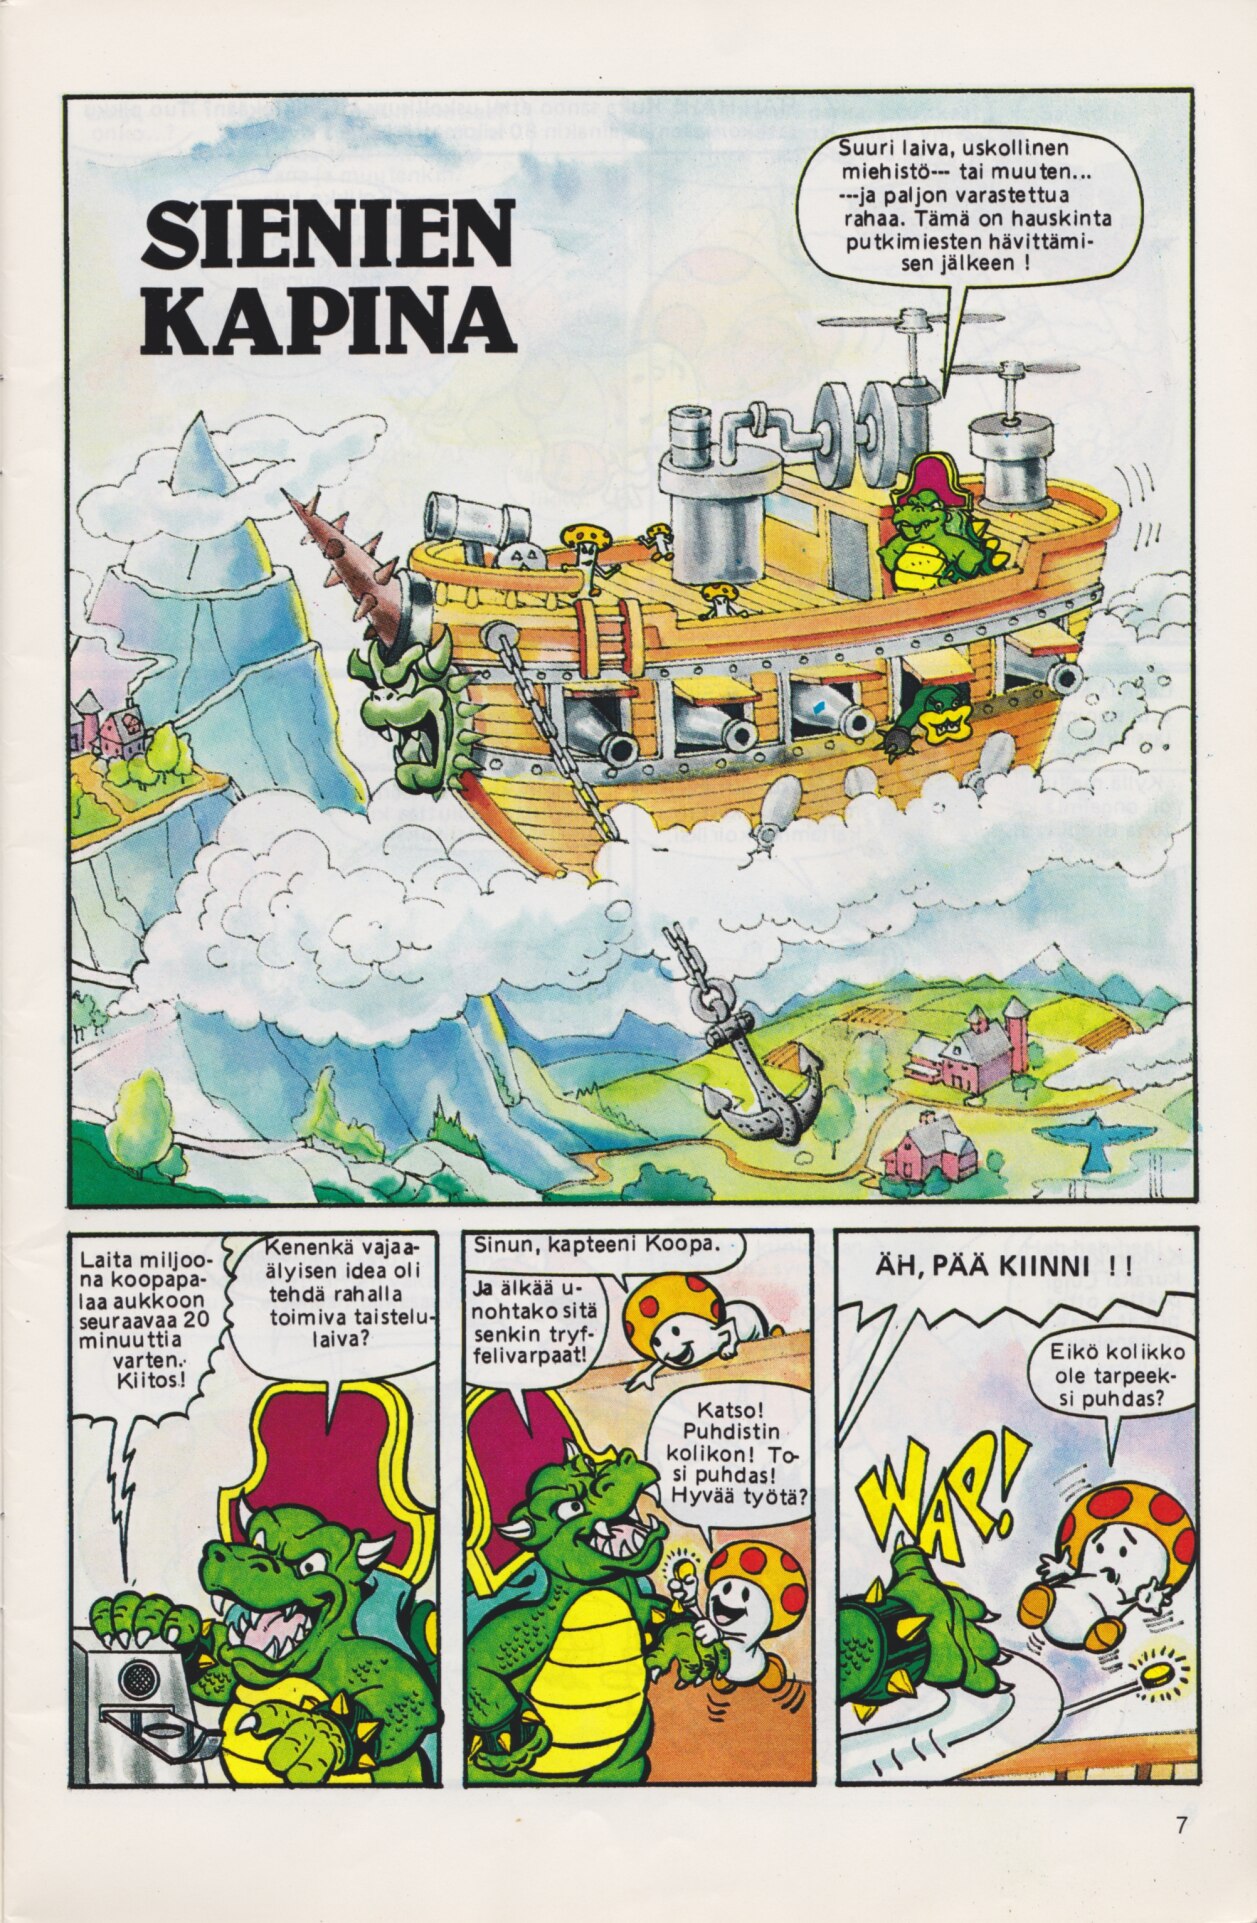 SIENIEN
KAPINA
Suuri laiva, uskollinen
miehistö--- tai muuten...
---ja paljon varastettua
rahaa. Tämä on hauskinta
putkimiesten hävittämi-
sen jälkeen !
Laita miljoo-
na koopapa-
laa aukkoon
seuraavaa 20
minuuttia
varten.
Kiitos!
Kenenkä vajaa-
älyisen idea oli
tehdä rahalla
toimiva taistelu-
laiva?
Sinun, kapteeni Koopa.
Ja älkää u-
nohtako sitä
senkin tryf-
felivarpaat!
Katso!
Puhdistin
kolikon! To-
si puhdas!
Hyvää työtä?
ÄH, PÄÄ KIINNI !!
Eikö kolikko
ole tarpeek-
si puhdas?
WAP!
7